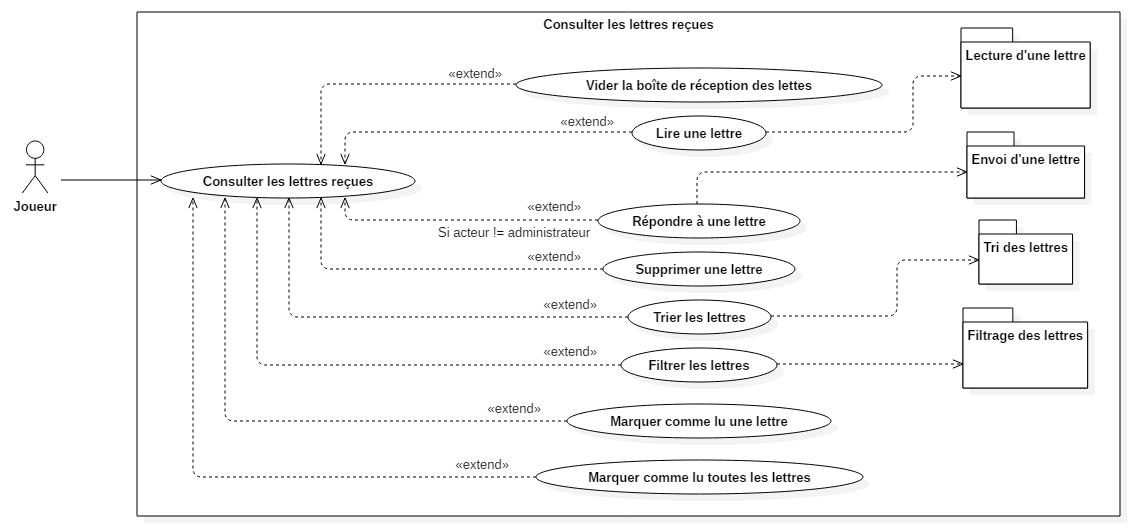 Consulter les lettres reçues
Lecture d'une lettre
«extend»
Vider la boîte de réception des lettes
«extend»
Lire une lettre
Envoi d'une lettre
Consulter les lettres reçues
Joueur
«extend»
Répondre à une lettre
Si acteur != administrateur
Tri des lettres
«extend»
Supprimer une lettre
«extend»
Trier les lettres
Filtrage des lettres
«extend»
Filtrer les lettres
«extend»
Marquer comme lu une lettre
«extend»
Marquer comme lu toutes les lettres